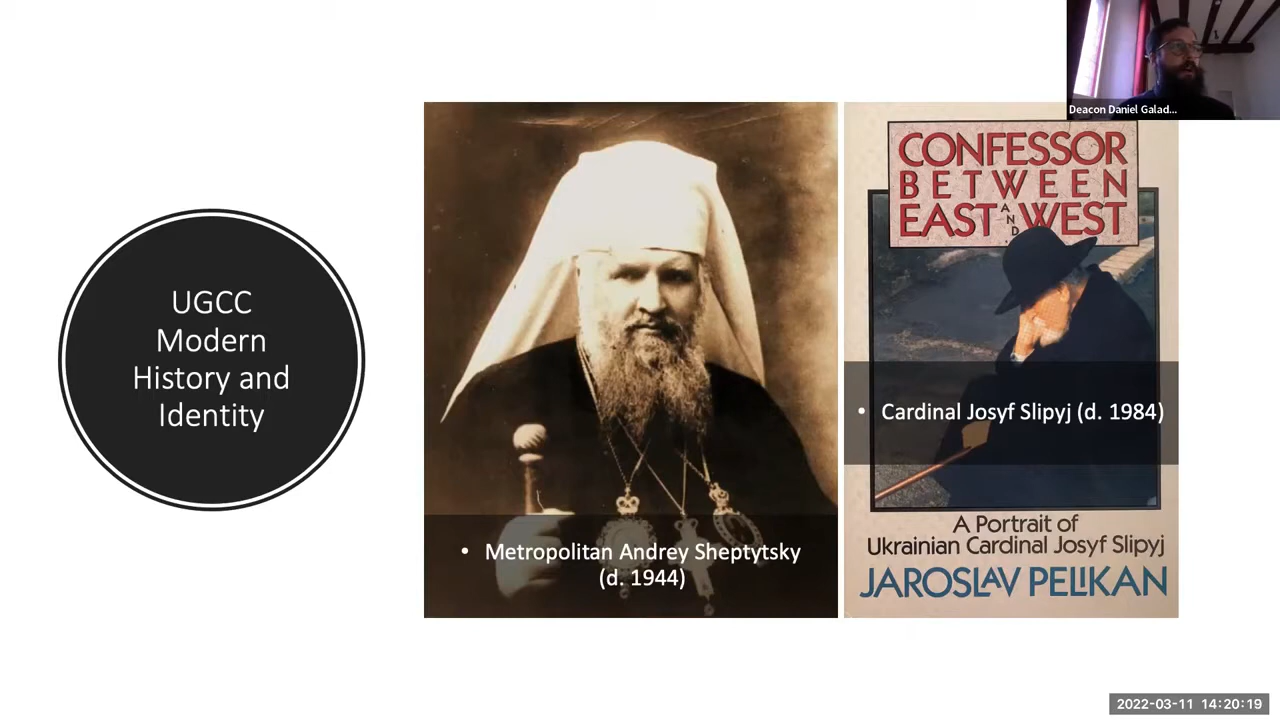 Deacon Daniel Galad...
UGCC
Modern
History and
Identity
• Metropolitan Andrey Sheptytsky
(d. 1944)
CONFESSOR
BETWEEN
EAST AND WEST
• Cardinal Josyf Slipyj (d. 1984)
A Portrait of
Ukrainian Cardinal Josyf Slipyj
JAROSLAV PELIKAN
2022-03-11 14:20:19